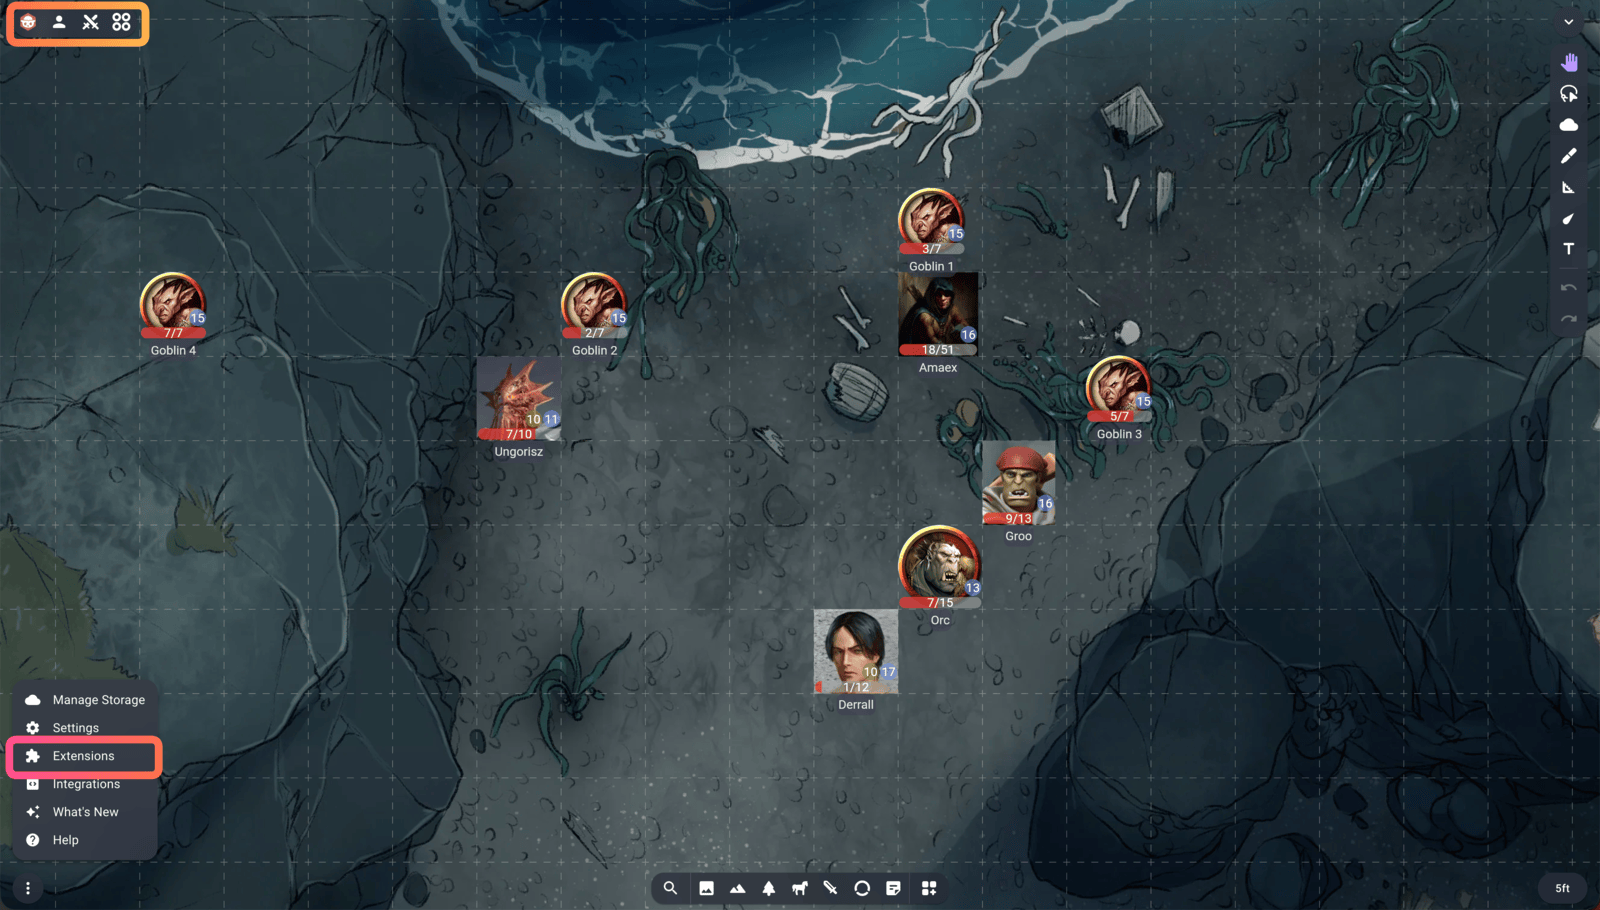 15
3/7
Goblin 1
15
7/7
Goblin 4
15
2/7
Goblin 2
16
18/51
Amaex
15
5/7
Goblin 3
10 11
7/10
Ungorisz
16
9/13
Groo
13
7/15
Orc
10 17
1/12
Derrall
T
Manage Storage
Settings
Extensions
Integrations
What's New
Help
5ft